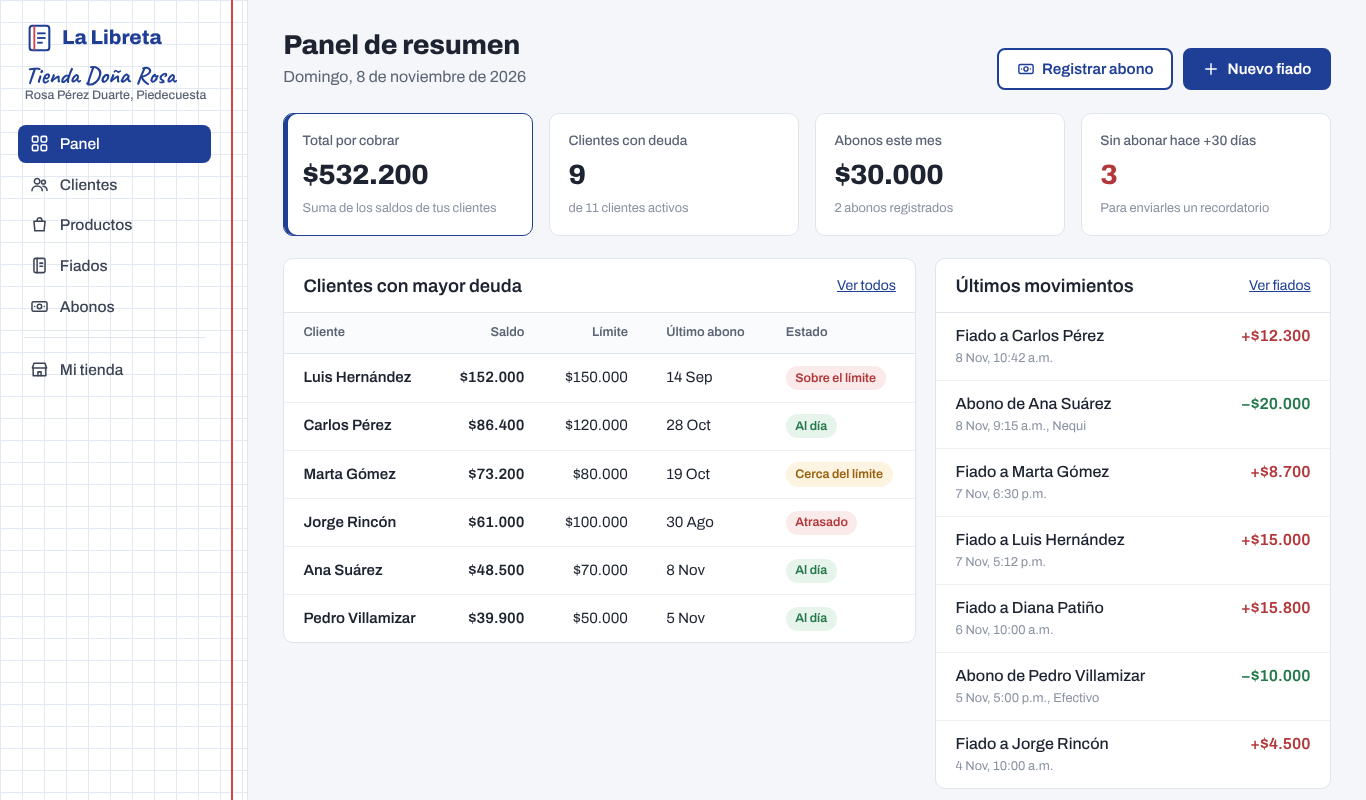 La Libreta
Tienda Doña Rosa
Rosa Pérez Duarte, Piedecuesta
Panel
Clientes
Productos
Fiados
Abonos
Mi tienda
Panel de resumen
Domingo, 8 de noviembre de 2026
Registrar abono
Nuevo fiado
Total por cobrar
$532.200
Suma de los saldos de tus clientes
Clientes con deuda
9
de 11 clientes activos
Abonos este mes
$30.000
2 abonos registrados
Sin abonar hace +30 días
3
Para enviarles un recordatorio
Clientes con mayor deuda Ver todos
Cliente Saldo Límite Último abono Estado
Luis Hernández $152.000 $150.000 14 Sep Sobre el límite
Carlos Pérez $86.400 $120.000 28 Oct Al día
Marta Gómez $73.200 $80.000 19 Oct Cerca del límite
Jorge Rincón $61.000 $100.000 30 Ago Atrasado
Ana Suárez $48.500 $70.000 8 Nov Al día
Pedro Villamizar $39.900 $50.000 5 Nov Al día
Últimos movimientos Ver fiados
Fiado a Carlos Pérez +$12.300
8 Nov, 10:42 a.m.
Abono de Ana Suárez −$20.000
8 Nov, 9:15 a.m., Nequi
Fiado a Marta Gómez +$8.700
7 Nov, 6:30 p.m.
Fiado a Luis Hernández +$15.000
7 Nov, 5:12 p.m.
Fiado a Diana Patiño +$15.800
6 Nov, 10:00 a.m.
Abono de Pedro Villamizar −$10.000
5 Nov, 5:00 p.m., Efectivo
Fiado a Jorge Rincón +$4.500
4 Nov, 10:00 a.m.